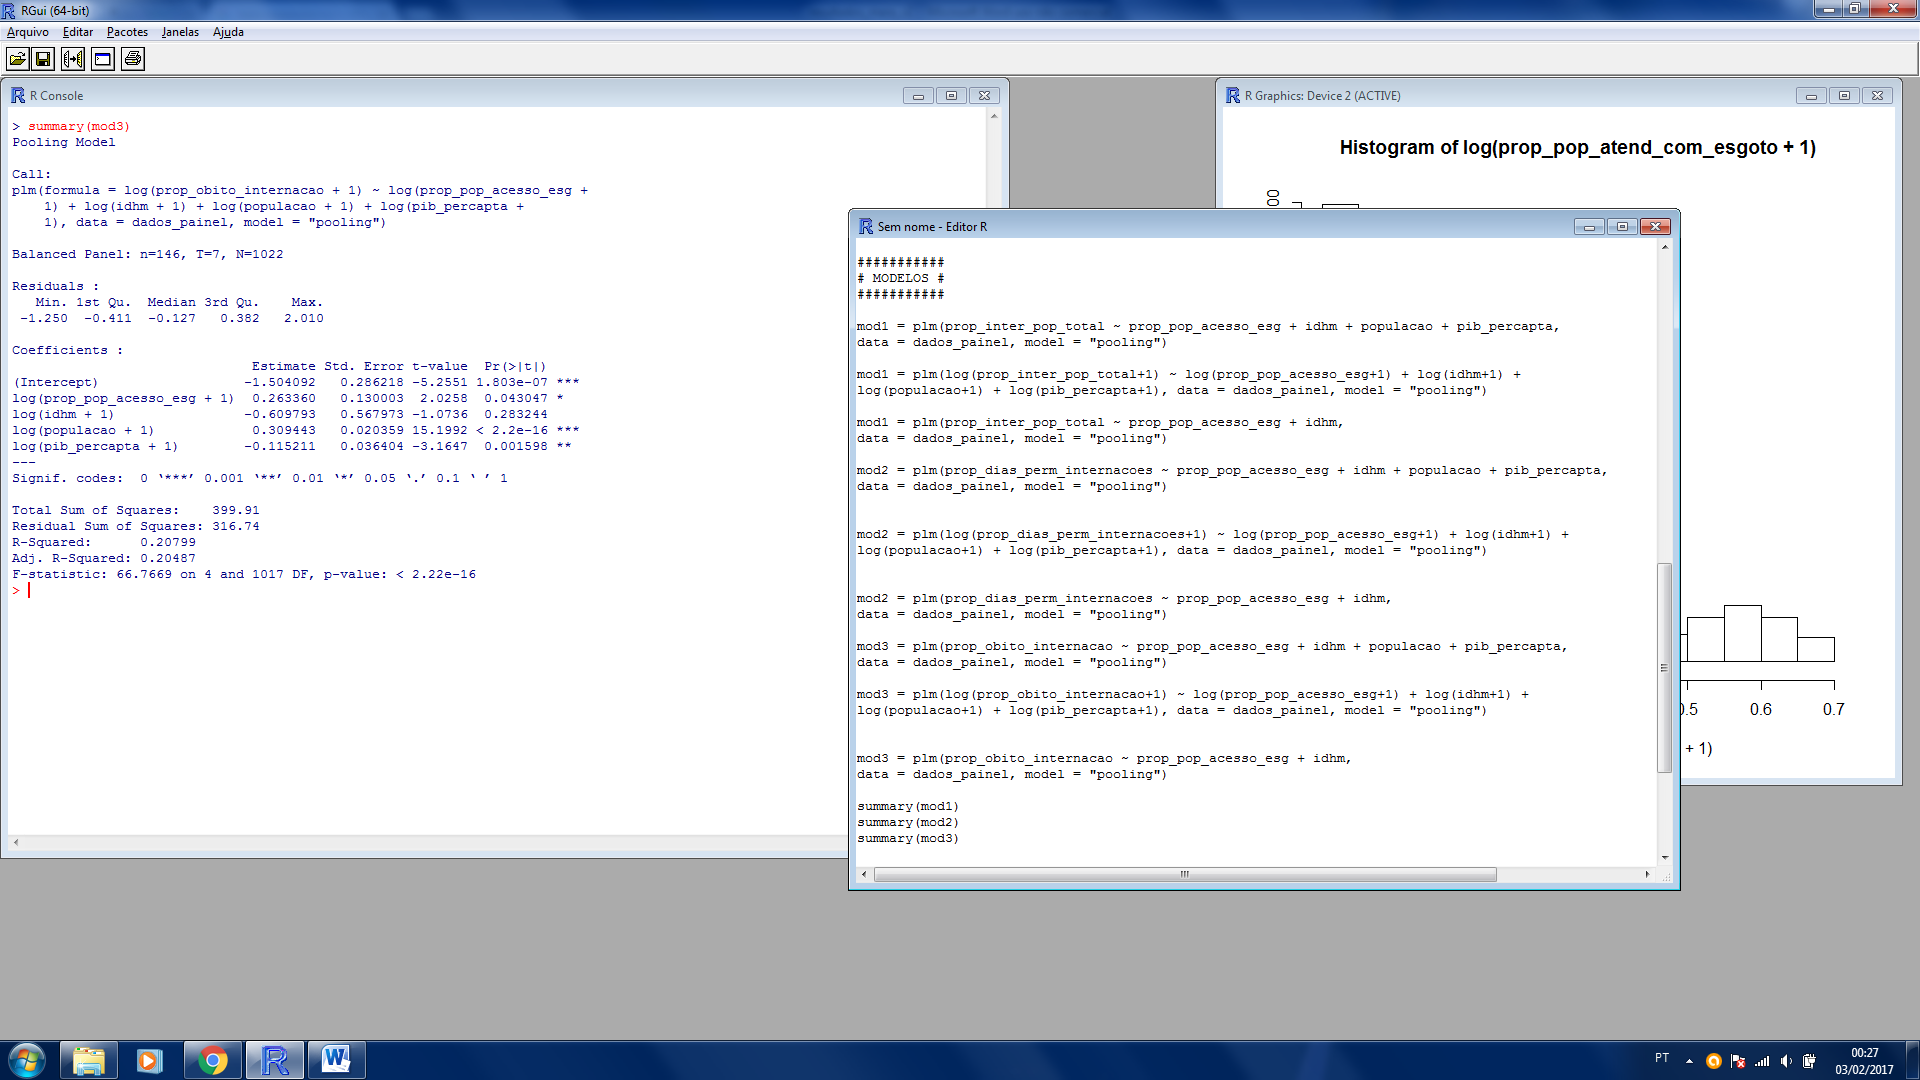 RGui (64-bit)
Arquivo Editar Pacotes Janelas Ajuda
R Console
> summary(mod3)
Pooling Model
Call:
plm(formula = log(prop_obito_internacao + 1) ~ log(prop_pop_acesso_esg +
    1) + log(idhm + 1) + log(populacao + 1) + log(pib_percapta +
    1), data = dados_painel, model = "pooling")
Balanced Panel: n=146, T=7, N=1022
Residuals :
   Min. 1st Qu.  Median 3rd Qu.    Max.
 -1.250  -0.411  -0.127   0.382   2.010
Coefficients :
                              Estimate Std. Error t-value  Pr(>|t|)
(Intercept)                  -1.504092   0.286218 -5.2551 1.803e-07 ***
log(prop_pop_acesso_esg + 1)  0.263360   0.130003  2.0258  0.043047 *
log(idhm + 1)                -0.609793   0.567973 -1.0736  0.283244
log(populacao + 1)            0.309443   0.020359 15.1992 < 2.2e-16 ***
log(pib_percapta + 1)        -0.115211   0.036404 -3.1647  0.001598 **
---
Signif. codes:  0 ‘***’ 0.001 ‘**’ 0.01 ‘*’ 0.05 ‘.’ 0.1 ‘ ’ 1
Total Sum of Squares:    399.91
Residual Sum of Squares: 316.74
R-Squared:      0.20799
Adj. R-Squared: 0.20487
F-statistic: 66.7669 on 4 and 1017 DF, p-value: < 2.22e-16
>
R Graphics: Device 2 (ACTIVE)
Histogram of log(prop_pop_atend_com_esgoto + 1)
00
0.6 0.7
+ 1)
Sem nome - Editor R
###########
# MODELOS #
###########
mod1 = plm(prop_inter_pop_total ~ prop_pop_acesso_esg + idhm + populacao + pib_percapta,
data = dados_painel, model = "pooling")
mod1 = plm(log(prop_inter_pop_total+1) ~ log(prop_pop_acesso_esg+1) + log(idhm+1) +
log(populacao+1) + log(pib_percapta+1), data = dados_painel, model = "pooling")
mod1 = plm(prop_inter_pop_total ~ prop_pop_acesso_esg + idhm,
data = dados_painel, model = "pooling")
mod2 = plm(prop_dias_perm_internacoes ~ prop_pop_acesso_esg + idhm + populacao + pib_percapta,
data = dados_painel, model = "pooling")
mod2 = plm(log(prop_dias_perm_internacoes+1) ~ log(prop_pop_acesso_esg+1) + log(idhm+1) +
log(populacao+1) + log(pib_percapta+1), data = dados_painel, model = "pooling")
mod2 = plm(prop_dias_perm_internacoes ~ prop_pop_acesso_esg + idhm,
data = dados_painel, model = "pooling")
mod3 = plm(prop_obito_internacao ~ prop_pop_acesso_esg + idhm + populacao + pib_percapta,
data = dados_painel, model = "pooling")
mod3 = plm(log(prop_obito_internacao+1) ~ log(prop_pop_acesso_esg+1) + log(idhm+1) +
log(populacao+1) + log(pib_percapta+1), data = dados_painel, model = "pooling")
mod3 = plm(prop_obito_internacao ~ prop_pop_acesso_esg + idhm,
data = dados_painel, model = "pooling")
summary(mod1)
summary(mod2)
summary(mod3)
PT
00:27
03/02/2017